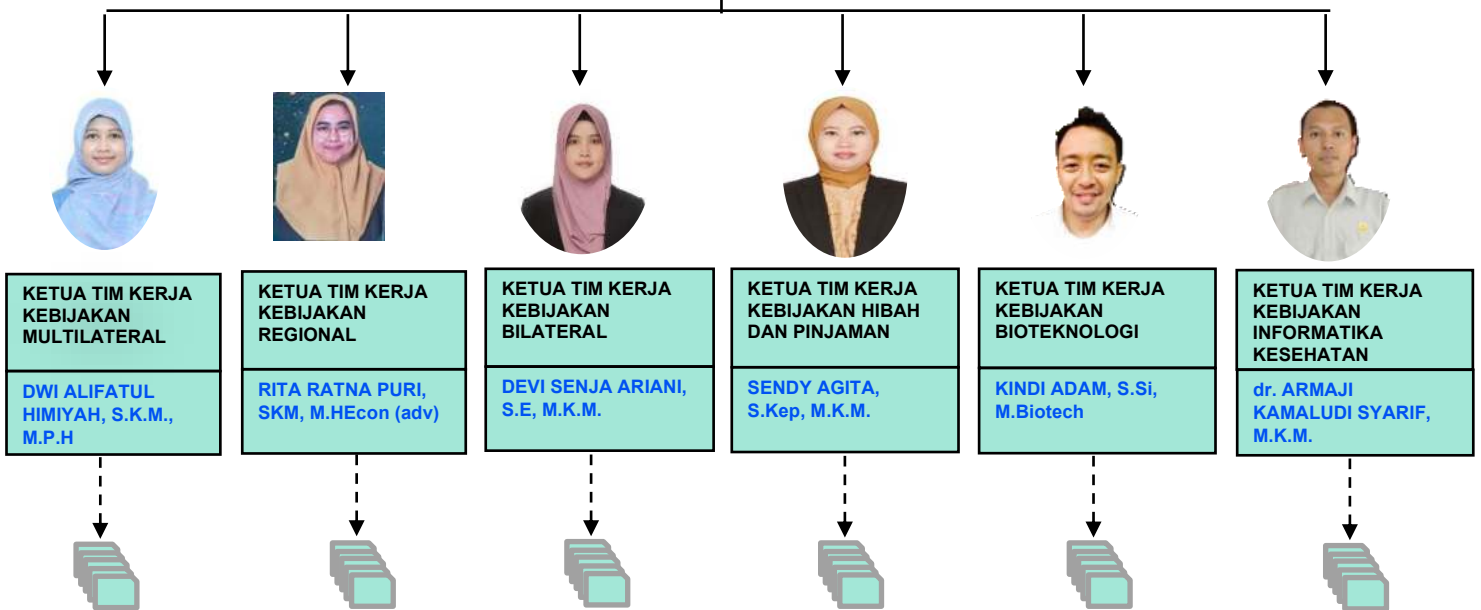 KETUA TIM KERJA
KEBIJAKAN
MULTILATERAL
DWI ALIFATUL
HIMIYAH, S.K.M.,
M.P.H
KETUA TIM KERJA
KEBIJAKAN
REGIONAL
RITA RATNA PURI,
SKM, M.HEcon (adv)
KETUA TIM KERJA
KEBIJAKAN
BILATERAL
DEVI SENJA ARIANI,
S.E, M.K.M.
KETUA TIM KERJA
KEBIJAKAN HIBAH
DAN PINJAMAN
SENDY AGITA,
S.Kep, M.K.M.
KETUA TIM KERJA
KEBIJAKAN
BIOTEKNOLOGI
KINDI ADAM, S.Si,
M.Biotech
KETUA TIM KERJA
KEBIJAKAN
INFORMATIKA
KESEHATAN
dr. ARMAJI
KAMALUDI SYARIF,
M.K.M.